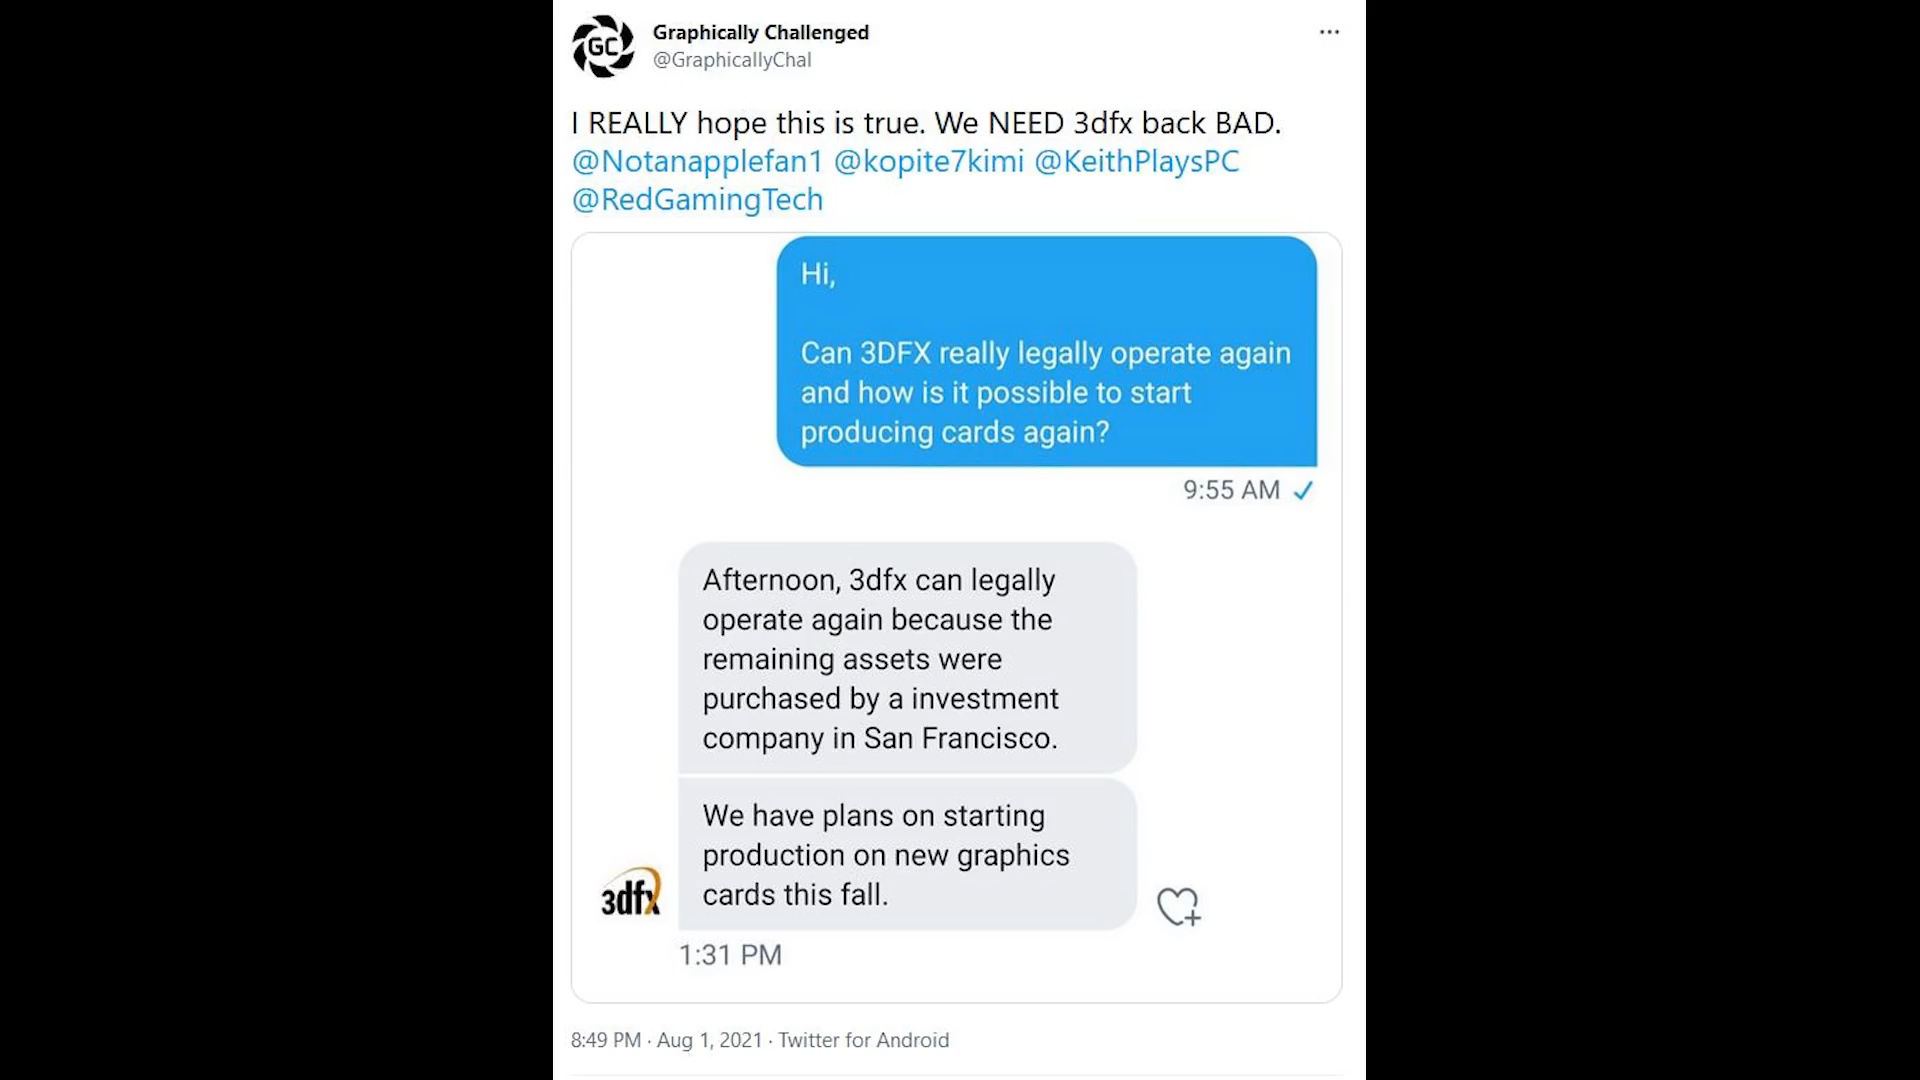 GC
Graphically Challenged
@GraphicallyChal
I REALLY hope this is true. We NEED 3dfx back BAD.
@Notanapplefan1 @kopite7kimi @KeithPlaysPC
@RedGamingTech
Hi,
Can 3DFX really legally operate again
and how is it possible to start
producing cards again?
9:55 AM
Afternoon, 3dfx can legally
operate again because the
remaining assets were
purchased by a investment
company in San Francisco.
We have plans on starting
production on new graphics
cards this fall.
3dfx
1:31 PM
8:49 PM · Aug 1, 2021 · Twitter for Android